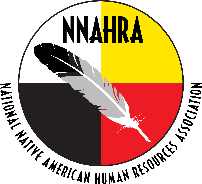 NNAHRA
NATIONAL NATIVE AMERICAN HUMAN RESOURCES ASSOCIATION